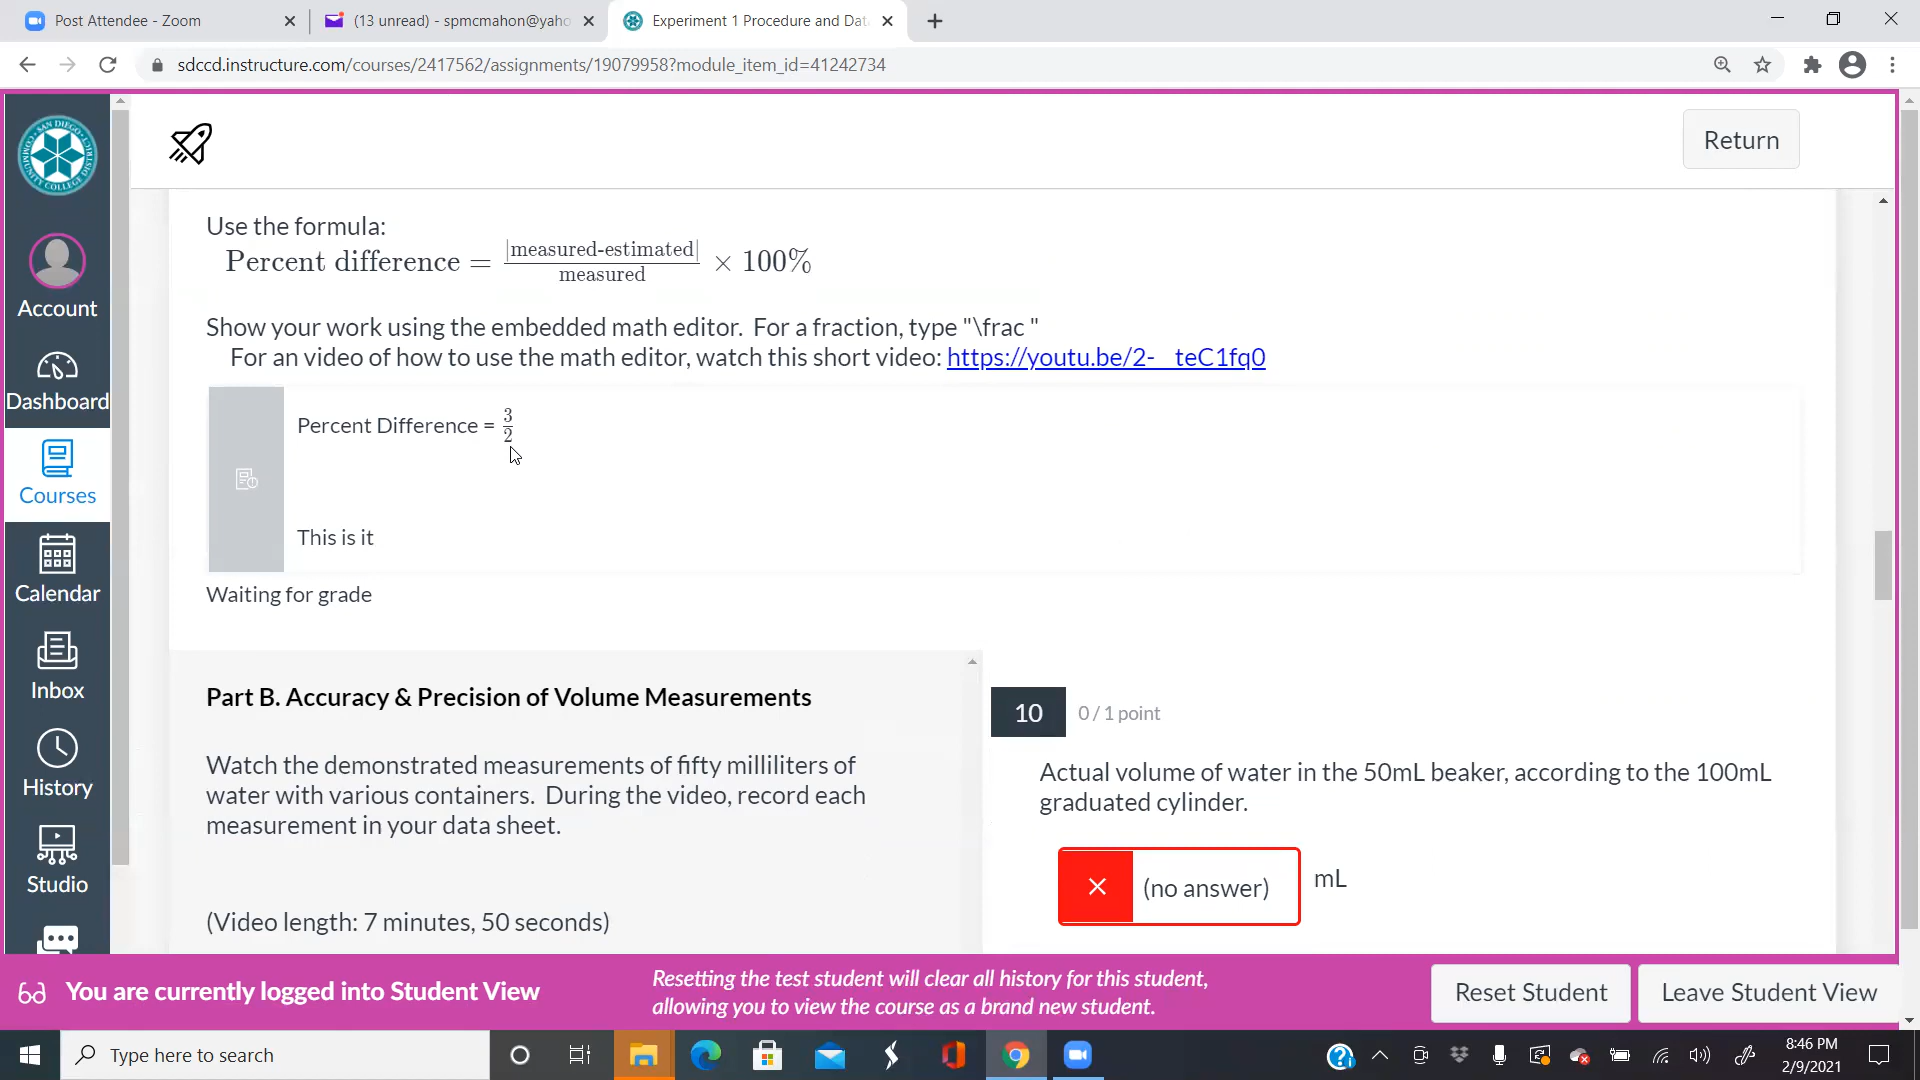 Post Attendee - Zoom
(13 unread) - spmcmahon@yaho
Experiment 1 Procedure and Dat
sdccd.instructure.com/courses/2417562/assignments/19079958?module_item_id=41242734
SAN DIEGO
COMMUNITY COLLEGE DISTRICT
Return
Account
Dashboard
Courses
Calendar
Inbox
History
Studio
Use the formula:
Percent difference = |measured-estimated| / measured × 100%
Show your work using the embedded math editor. For a fraction, type "\frac "
For an video of how to use the math editor, watch this short video: https://youtu.be/2-__teC1fq0
Percent Difference = 3/2
This is it
Waiting for grade
Part B. Accuracy & Precision of Volume Measurements
Watch the demonstrated measurements of fifty milliliters of
water with various containers. During the video, record each
measurement in your data sheet.
(Video length: 7 minutes, 50 seconds)
10
0 / 1 point
Actual volume of water in the 50mL beaker, according to the 100mL
graduated cylinder.
(no answer)
mL
You are currently logged into Student View
Resetting the test student will clear all history for this student,
allowing you to view the course as a brand new student.
Reset Student
Leave Student View
Type here to search
8:46 PM
2/9/2021